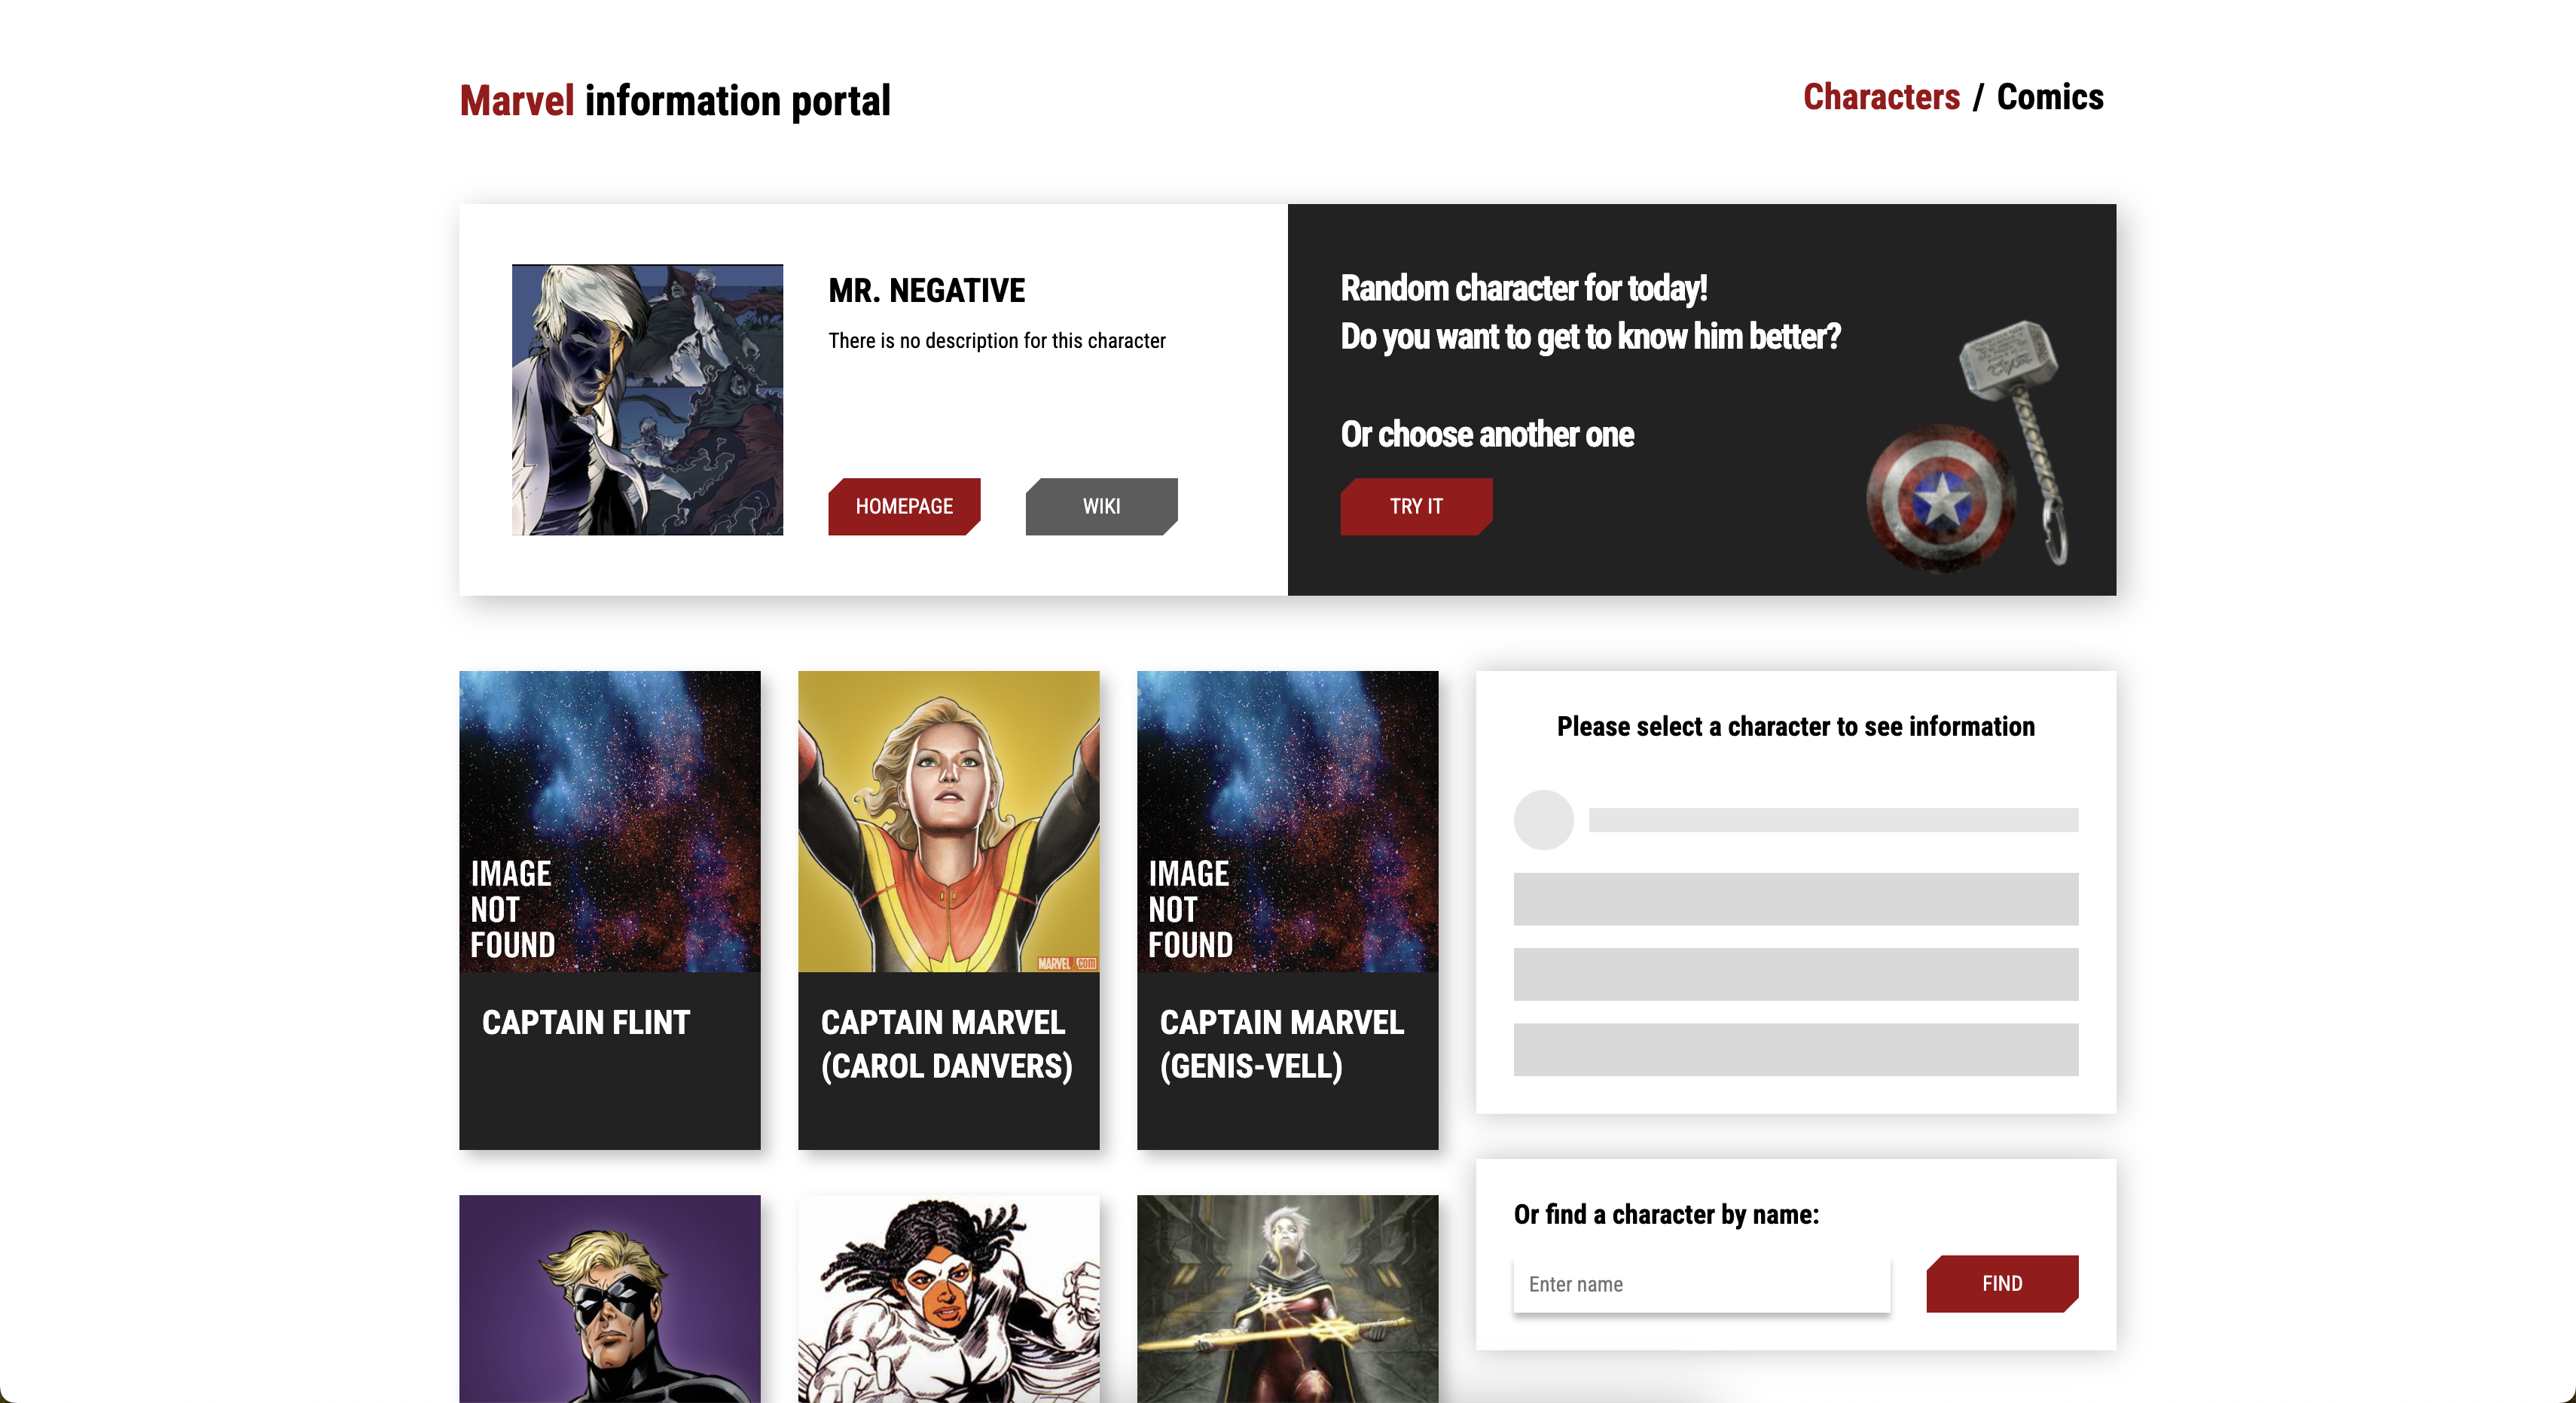 Marvel information portal
Characters / Comics
MR. NEGATIVE
There is no description for this character
HOMEPAGE
WIKI
Random character for today!
Do you want to get to know him better?
Or choose another one
TRY IT
IMAGE
NOT
FOUND
CAPTAIN FLINT
MARVEL.com
CAPTAIN MARVEL
(CAROL DANVERS)
IMAGE
NOT
FOUND
CAPTAIN MARVEL
(GENIS-VELL)
Please select a character to see information
Or find a character by name:
Enter name
FIND